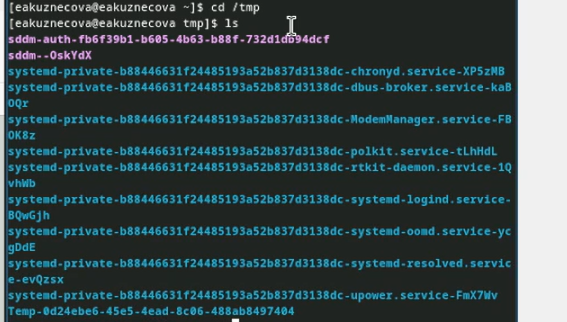 [eakuznecova@eakuznecova ~]$ cd /tmp
[eakuznecova@eakuznecova tmp]$ ls
sddm-auth-fb6f39b1-b605-4b63-b88f-732d1db94dcf
sddm--OskYdX
systemd-private-b88446631f24485193a52b837d3138dc-chronyd.service-XP5zMB
systemd-private-b88446631f24485193a52b837d3138dc-dbus-broker.service-kaB
OQr
systemd-private-b88446631f24485193a52b837d3138dc-ModemManager.service-FB
OK8z
systemd-private-b88446631f24485193a52b837d3138dc-polkit.service-tLhHdL
systemd-private-b88446631f24485193a52b837d3138dc-rtkit-daemon.service-1Q
vhWb
systemd-private-b88446631f24485193a52b837d3138dc-systemd-logind.service-
BQwGjh
systemd-private-b88446631f24485193a52b837d3138dc-systemd-oomd.service-yc
gDdE
systemd-private-b88446631f24485193a52b837d3138dc-systemd-resolved.servic
e-evQzsx
systemd-private-b88446631f24485193a52b837d3138dc-upower.service-FmX7Wv
Temp-0d24ebe6-45e5-4ead-8c06-488ab8497404